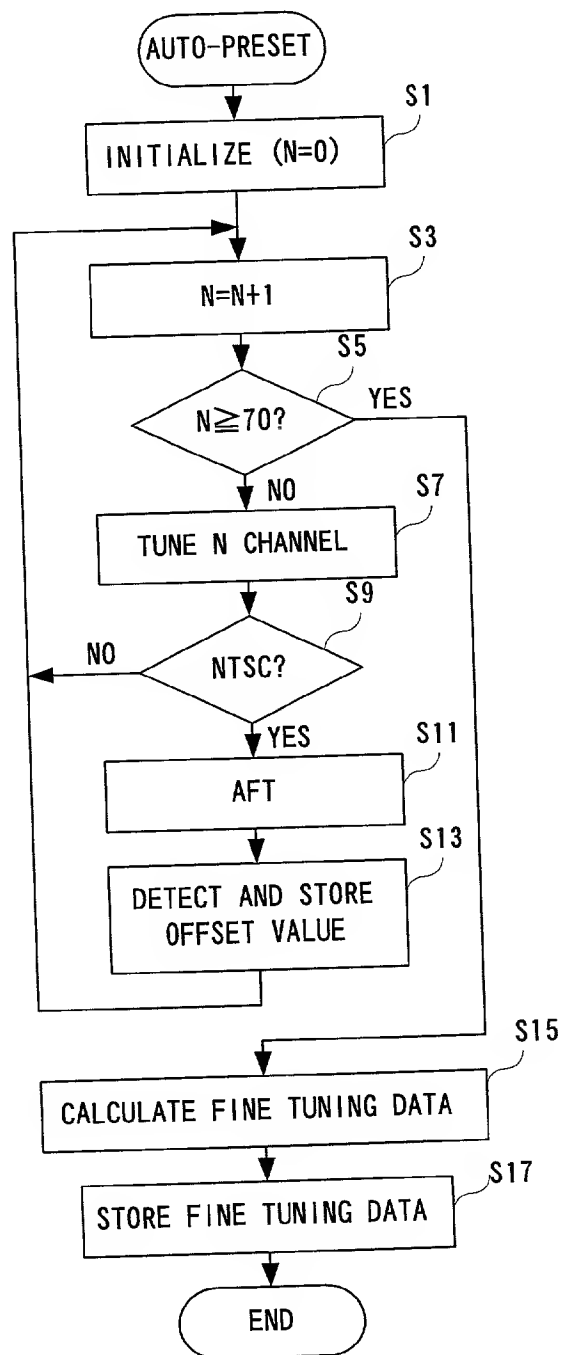 AUTO-PRESET
S1
INITIALIZE (N=0)
S3
N=N+1
S5
N≧70?
YES
NO
S7
TUNE N CHANNEL
S9
NTSC?
NO
YES
S11
AFT
S13
DETECT AND STORE
OFFSET VALUE
S15
CALCULATE FINE TUNING DATA
S17
STORE FINE TUNING DATA
END